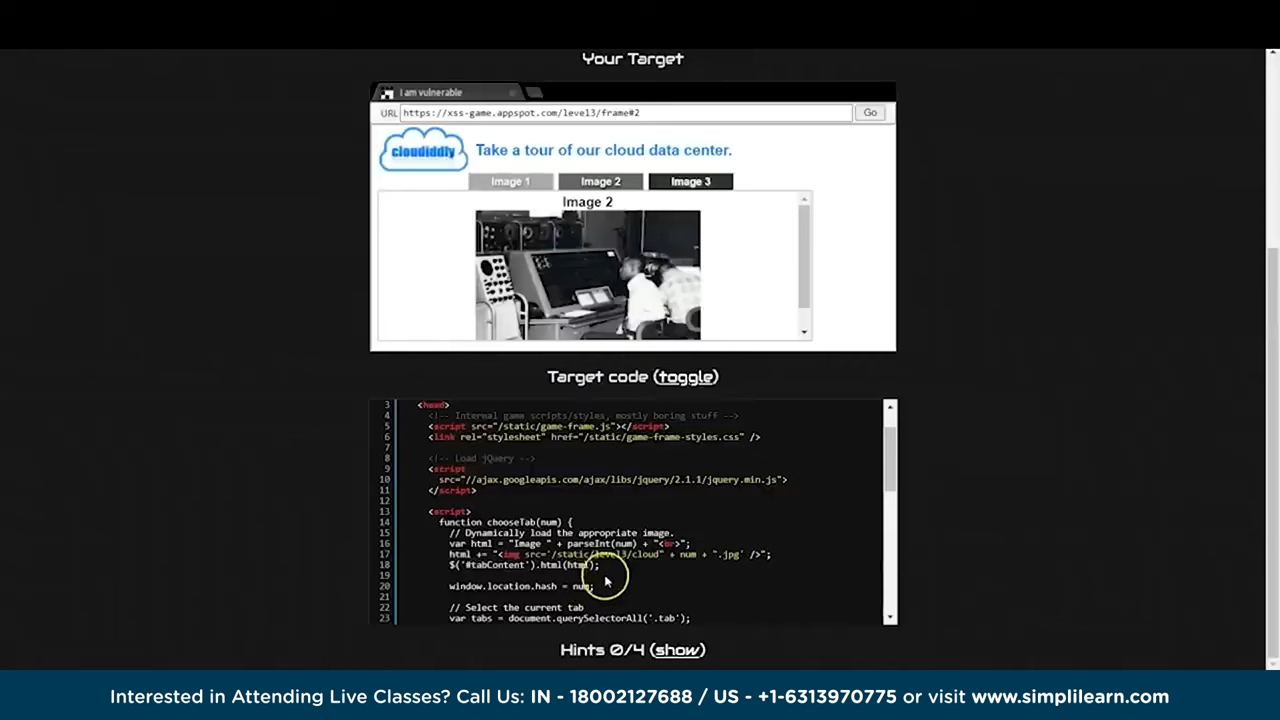 Your Target
I am vulnerable
URL https://xss-game.appspot.com/level3/frame#2 Go
cloudiddly
Take a tour of our cloud data center.
Image 1 Image 2 Image 3
Image 2
Target code (toggle)
3 <head>
4 <!-- Internal game scripts/styles, mostly boring stuff -->
5 <script src="/static/game-frame.js"></script>
6 <link rel="stylesheet" href="/static/game-frame-styles.css" />
7
8 <!-- Load jQuery -->
9 <script
10 src="//ajax.googleapis.com/ajax/libs/jquery/2.1.1/jquery.min.js">
11 </script>
12
13 <script>
14 function chooseTab(num) {
15 // Dynamically load the appropriate image.
16 var html = "Image " + parseInt(num) + "<br>";
17 html += "<img src='/static/level3/cloud" + num + ".jpg' />";
18 $('#tabContent').html(html);
19
20 window.location.hash = num;
21
22 // Select the current tab
23 var tabs = document.querySelectorAll('.tab');
Hints 0/4 (show)
Interested in Attending Live Classes? Call Us: IN - 18002127688 / US - +1-6313970775 or visit www.simplilearn.com